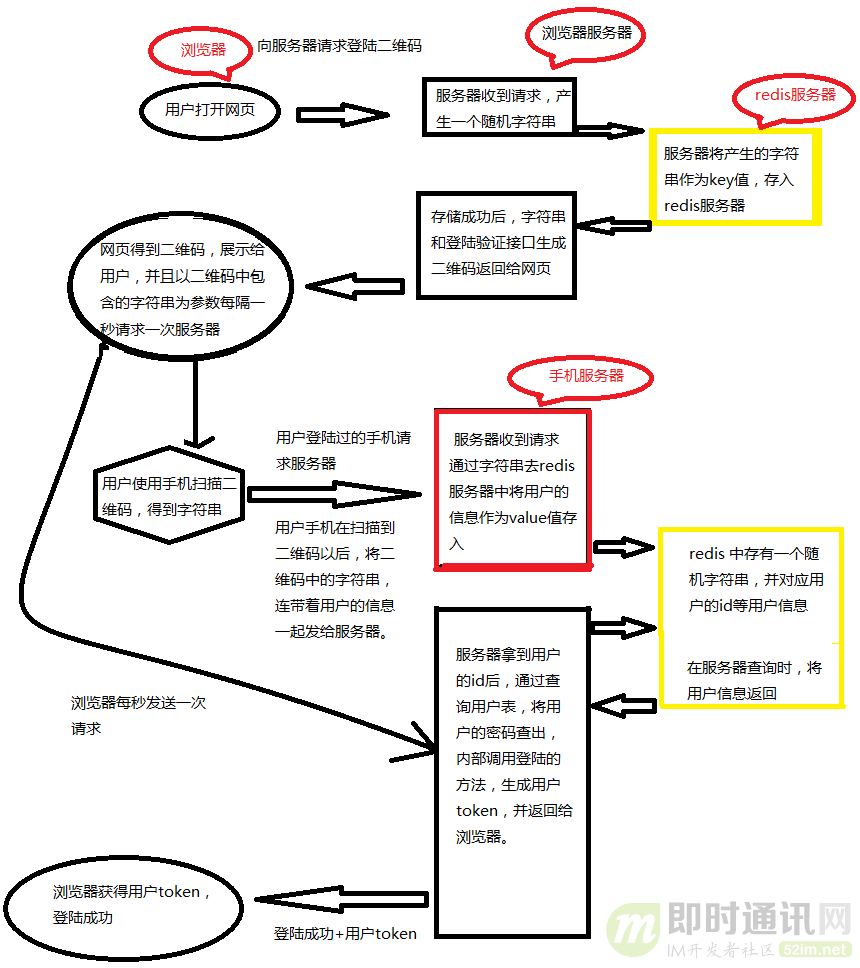 浏览器
向服务器请求登陆二维码
浏览器服务器
用户打开网页
服务器收到请求，产
生一个随机字符串
redis服务器
服务器将产生的字符
串作为key值，存入
redis服务器
存储成功后，字符串
和登陆验证接口生成
二维码返回给网页
网页得到二维码，展示给
用户，并且以二维码中包
含的字符串为参数每隔一
秒请求一次服务器
手机服务器
用户使用手机扫描二
维码，得到字符串
用户登陆过的手机请
求服务器
用户手机在扫描到
二维码以后，将二
维码中的字符串，
连带着用户的信息
一起发给服务器。
服务器收到请求
通过字符串去redis
服务器中将用户的
信息作为value值存
入
redis 中存有一个随
机字符串，并对应用
户的id等用户信息
在服务器查询时，将
用户信息返回
服务器拿到用户
的id后，通过查
询用户表，将用
户的密码查出，
内部调用登陆的
方法，生成用户
token，并返回给
浏览器。
浏览器每秒发送一次
请求
浏览器获得用户token，
登陆成功
登陆成功+用户token
即时通讯网
IM开发者社区 52im.net